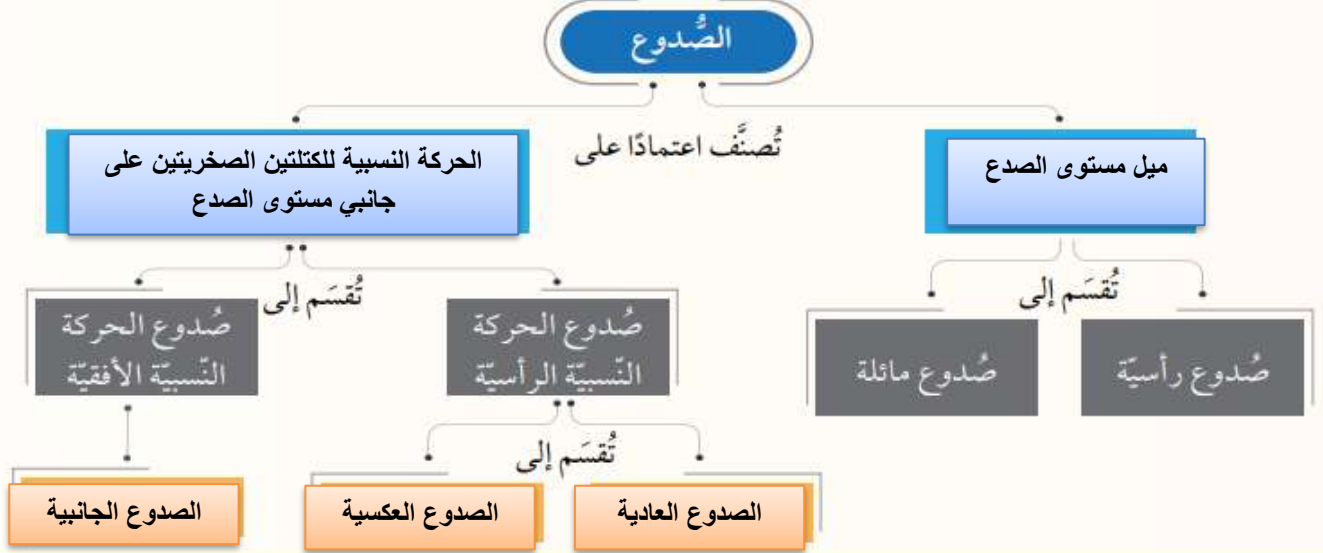 الصُّدوع
تُصنَّف اعتمادًا على
ميل مستوى الصدع
الحركة النسبية للكتلتين الصخريتين على
جانبي مستوى الصدع
تُقسَم إلى
صُدوع رأسيّة
صُدوع مائلة
تُقسَم إلى
صُدوع الحركة
النّسبيّة الرأسيّة
صُدوع الحركة
النّسبيّة الأفقيّة
تُقسَم إلى
الصدوع العادية
الصدوع العكسية
الصدوع الجانبية